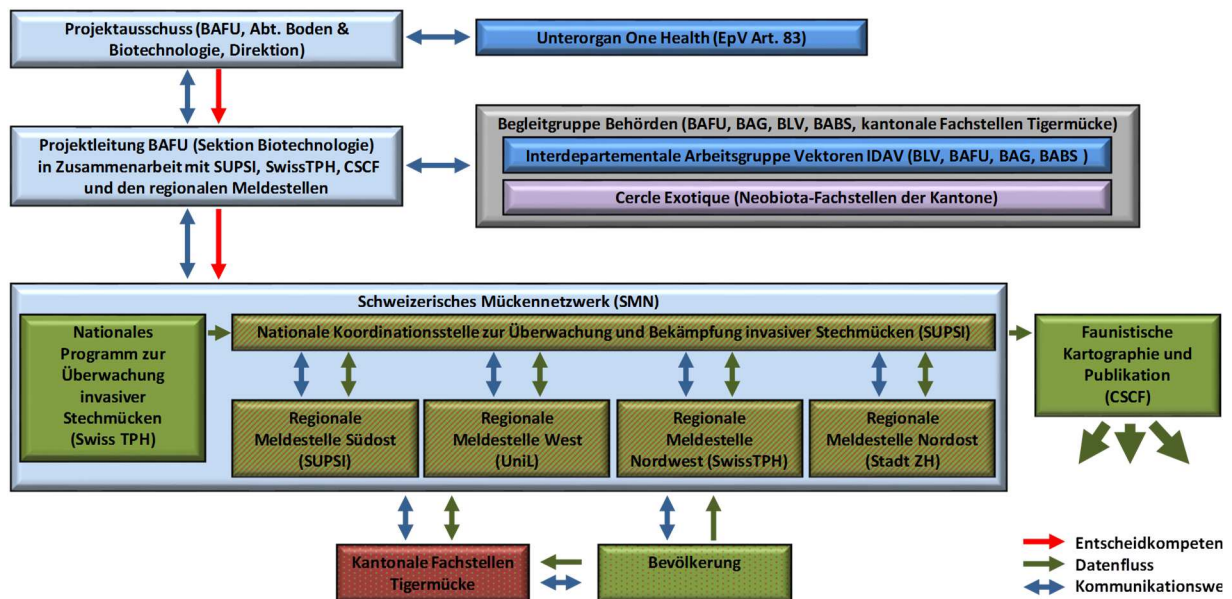 Projektausschuss (BAFU, Abt. Boden &
Biotechnologie, Direktion)
Unterorgan One Health (EpV Art. 83)
Projektleitung BAFU (Sektion Biotechnologie)
in Zusammenarbeit mit SUPSI, SwissTPH, CSCF
und den regionalen Meldestellen
Begleitgruppe Behörden (BAFU, BAG, BLV, BABS, kantonale Fachstellen Tigermücke)
Interdepartementale Arbeitsgruppe Vektoren IDAV (BLV, BAFU, BAG, BABS )
Cercle Exotique (Neobiota-Fachstellen der Kantone)
Schweizerisches Mückennetzwerk (SMN)
Nationales
Programm zur
Überwachung
invasiver
Stechmücken
(Swiss TPH)
Nationale Koordinationsstelle zur Überwachung und Bekämpfung invasiver Stechmücken (SUPSI)
Regionale
Meldestelle Südost
(SUPSI)
Regionale
Meldestelle West
(UniL)
Regionale
Meldestelle
Nordwest (SwissTPH)
Regionale
Meldestelle Nordost
(Stadt ZH)
Faunistische
Kartographie und
Publikation
(CSCF)
Kantonale Fachstellen
Tigermücke
Bevölkerung
Entscheidkompeten
Datenfluss
Kommunikationswe